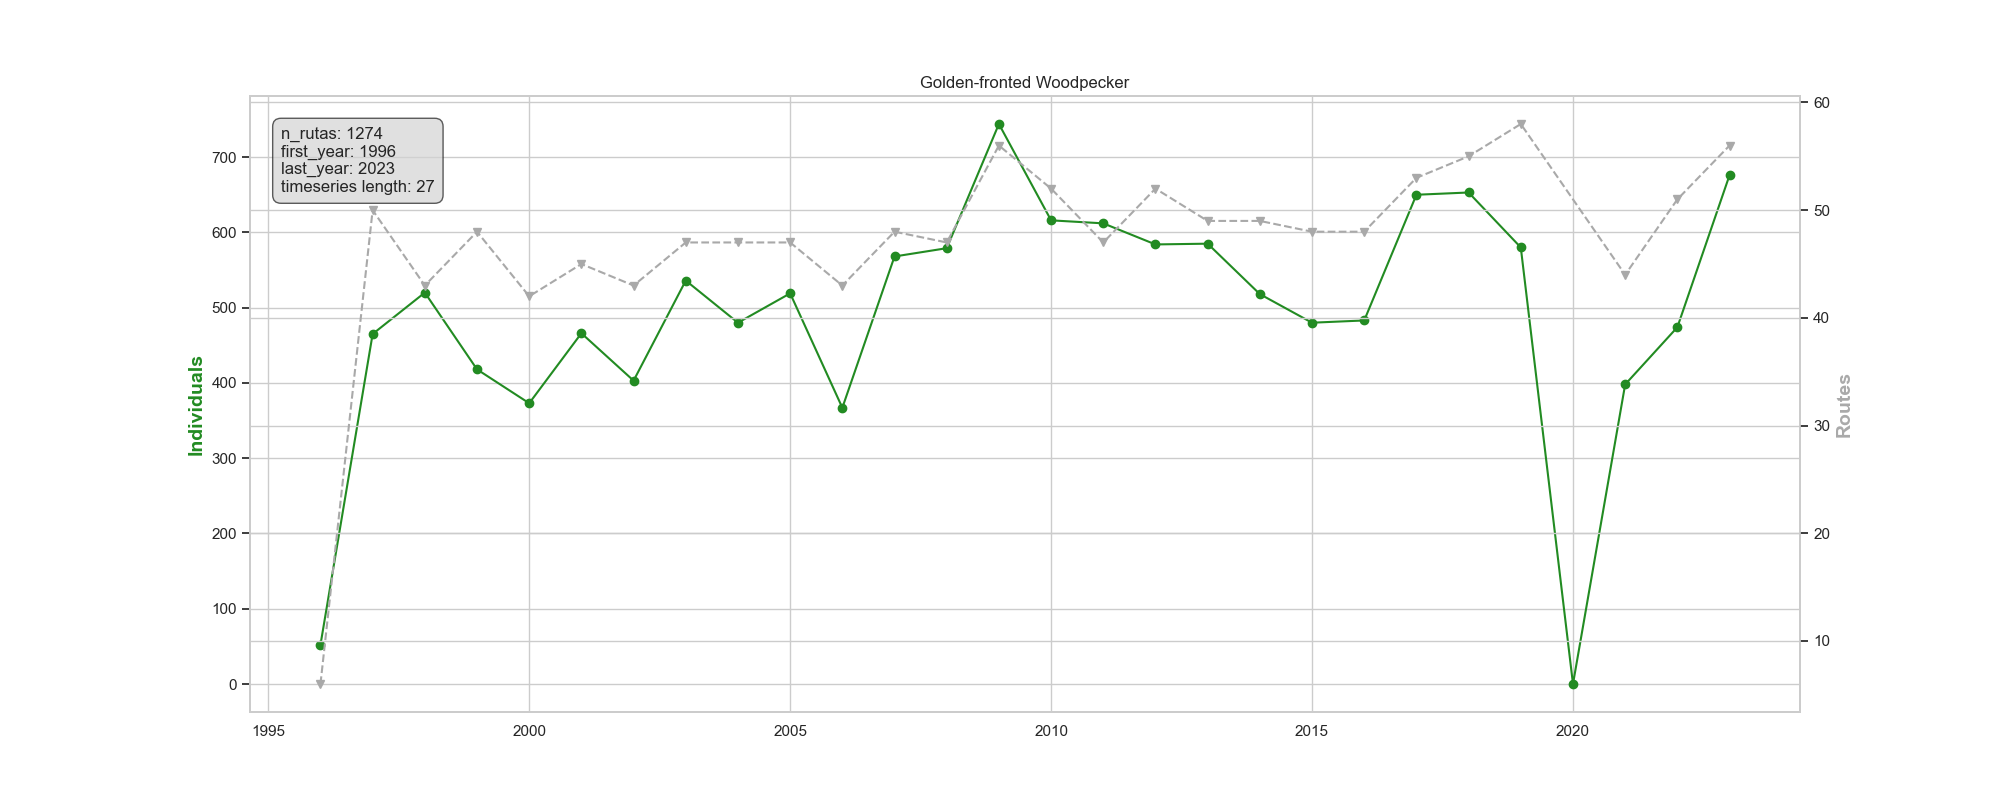 Golden-fronted Woodpecker
n_rutas: 1274
first_year: 1996
last_year: 2023
timeseries length: 27
Individuals
700
600
500
400
300
200
100
0
Routes
60
50
40
30
20
10
1995 2000 2005 2010 2015 2020